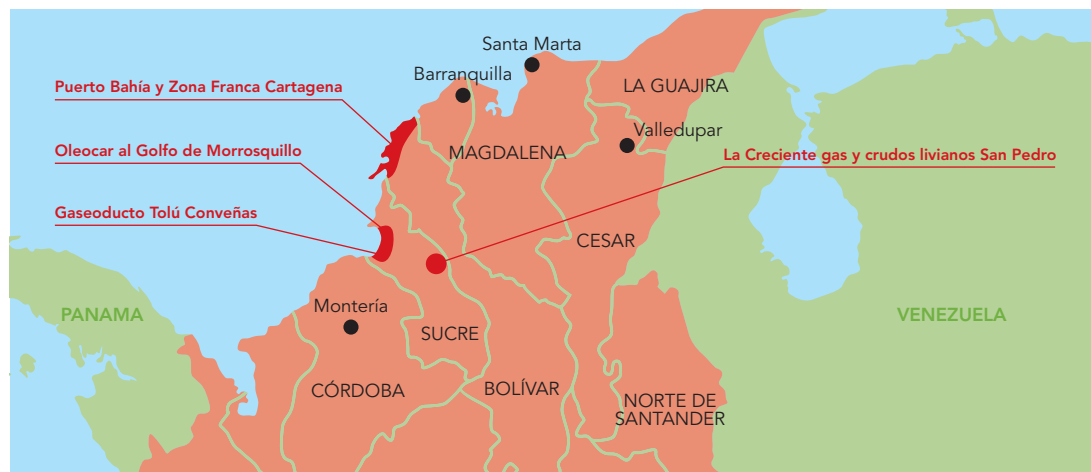 Santa Marta
Barranquilla
Puerto Bahía y Zona Franca Cartagena
LA GUAJIRA
Valledupar
Oleocar al Golfo de Morrosquillo
MAGDALENA
La Creciente gas y crudos livianos San Pedro
Gaseoducto Tolú Conveñas
CESAR
Montería
PANAMA
VENEZUELA
SUCRE
CÓRDOBA
BOLÍVAR
NORTE DE
SANTANDER